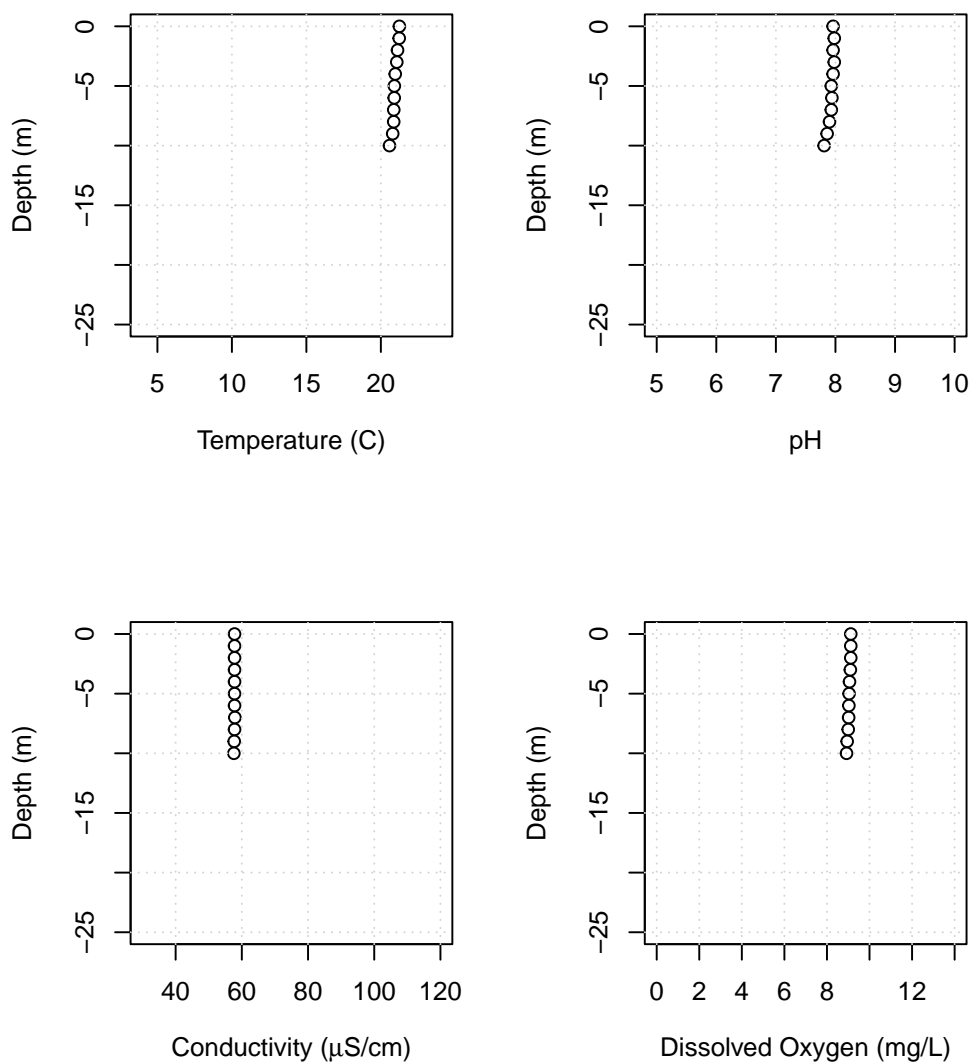 0
−5
−15
−25
Depth (m)
5 10 15 20
Temperature (C)
0
−5
−15
−25
Depth (m)
5 6 7 8 9 10
pH
0
−5
−15
−25
Depth (m)
40 60 80 100 120
Conductivity (μS/cm)
0
−5
−15
−25
Depth (m)
0 2 4 6 8 12
Dissolved Oxygen (mg/L)